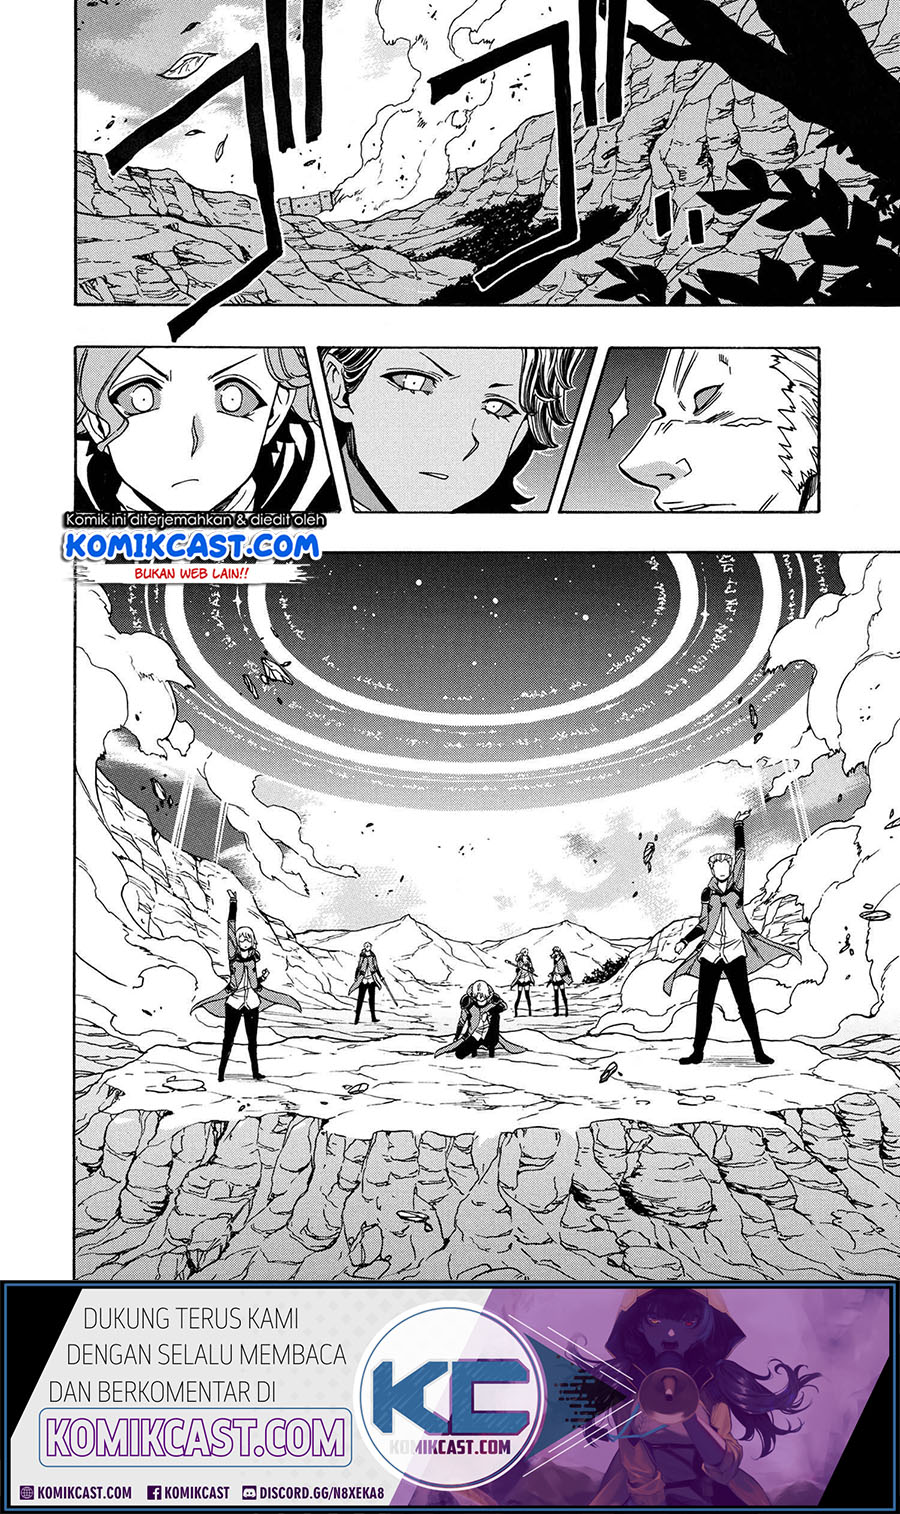 ゴゴ
Komik ini diterjemahkan & diedit oleh
KOMIKCAST.COM
BUKAN WEB LAIN!!
DUKUNG TERUS KAMI
DENGAN SELALU MEMBACA
DAN BERKOMENTAR DI
KOMIKCAST.COM
KC
KOMIKCAST.COM
KOMIKCAST.COM KOMIKCAST DISCORD.GG/N8XEKA8